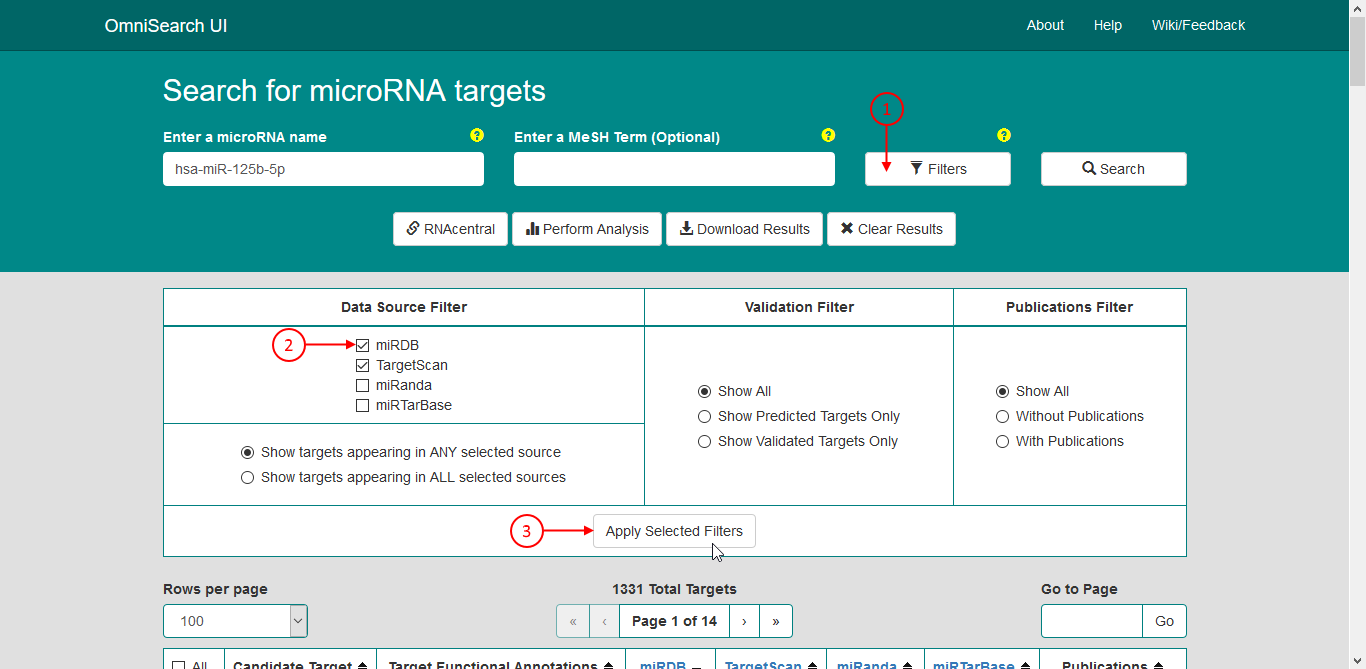 OmniSearch UI
About Help Wiki/Feedback
Search for microRNA targets
1
Enter a microRNA name ? Enter a MeSH Term (Optional) ? ?
hsa-miR-125b-5p Filters Search
RNAcentral Perform Analysis Download Results Clear Results
Data Source Filter Validation Filter Publications Filter
2 miRDB
TargetScan
miRanda
miRTarBase
Show targets appearing in ANY selected source
Show targets appearing in ALL selected sources
Show All
Show Predicted Targets Only
Show Validated Targets Only
Show All
Without Publications
With Publications
3 Apply Selected Filters
Rows per page 1331 Total Targets Go to Page
100 « ‹ Page 1 of 14 › » Go
All Candidate Target Target Functional Annotations miRDB TargetScan miRanda miRTarBase Publications